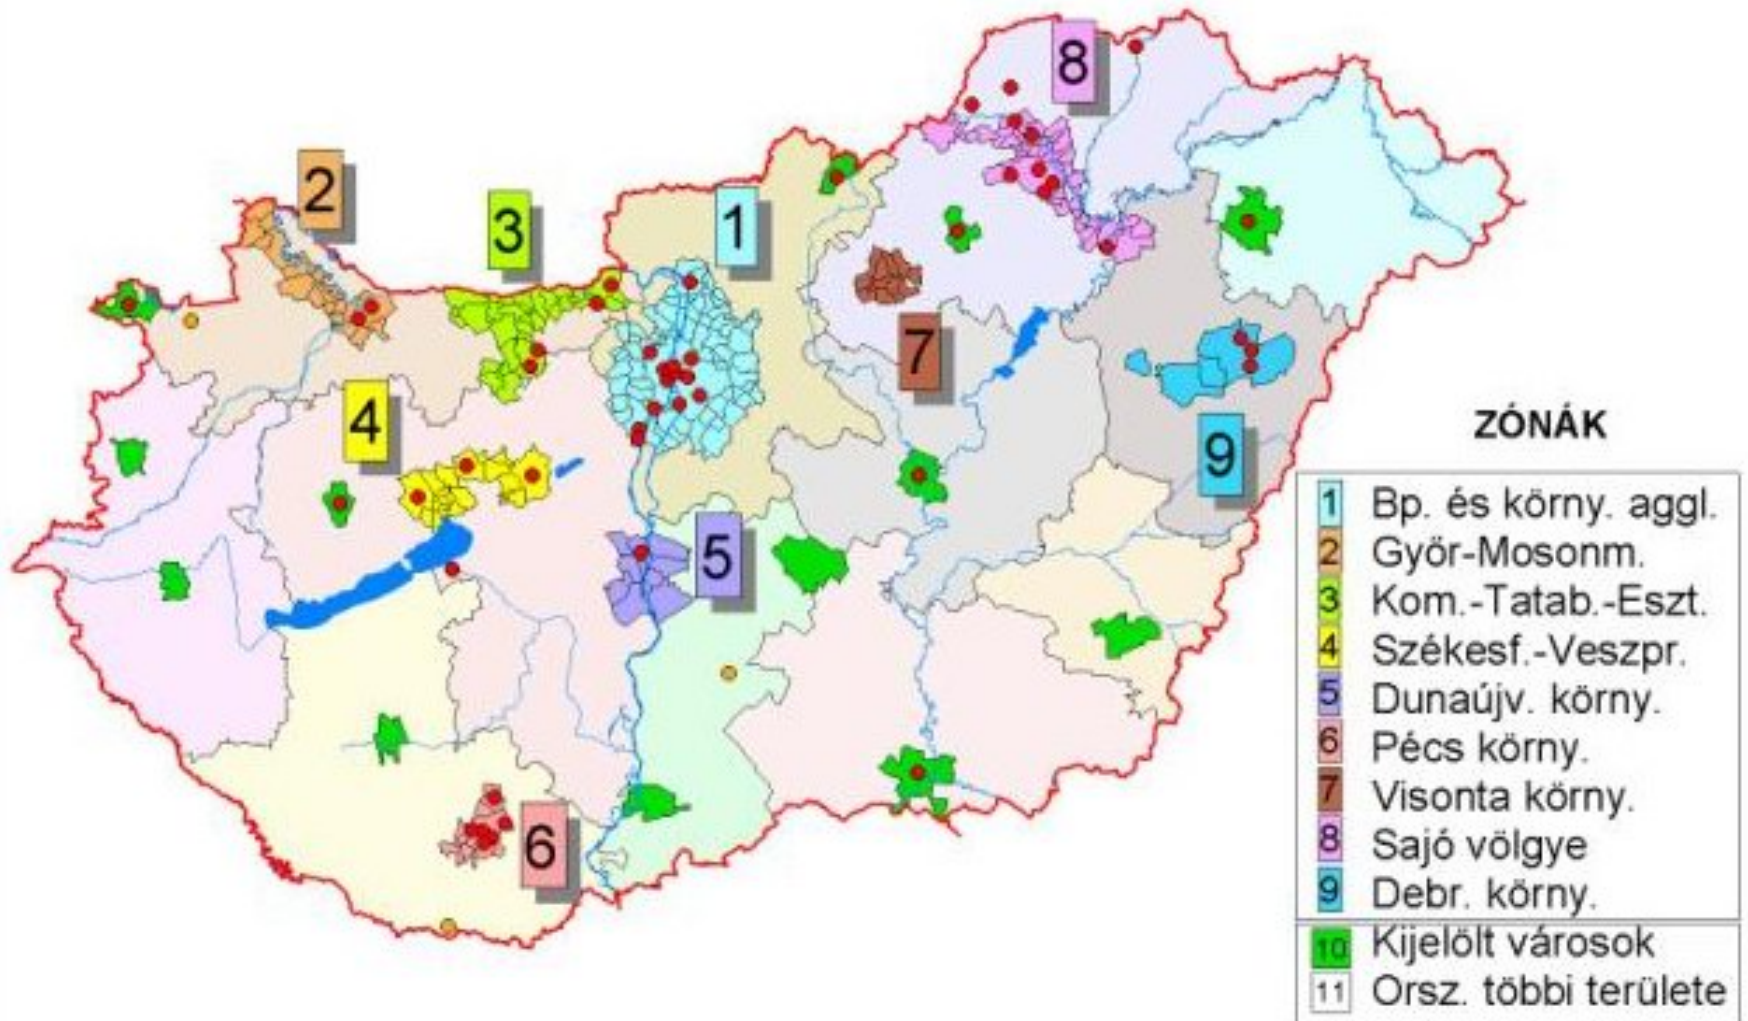 8
2
3
1
7
4
9
5
6
ZÓNÁK
1 Bp. és körny. aggl.
2 Győr-Mosonm.
3 Kom.-Tatab.-Eszt.
4 Székesf.-Veszpr.
5 Dunaújv. körny.
6 Pécs körny.
7 Visonta körny.
8 Sajó völgye
9 Debr. körny.
10 Kijelölt városok
11 Orsz. többi területe